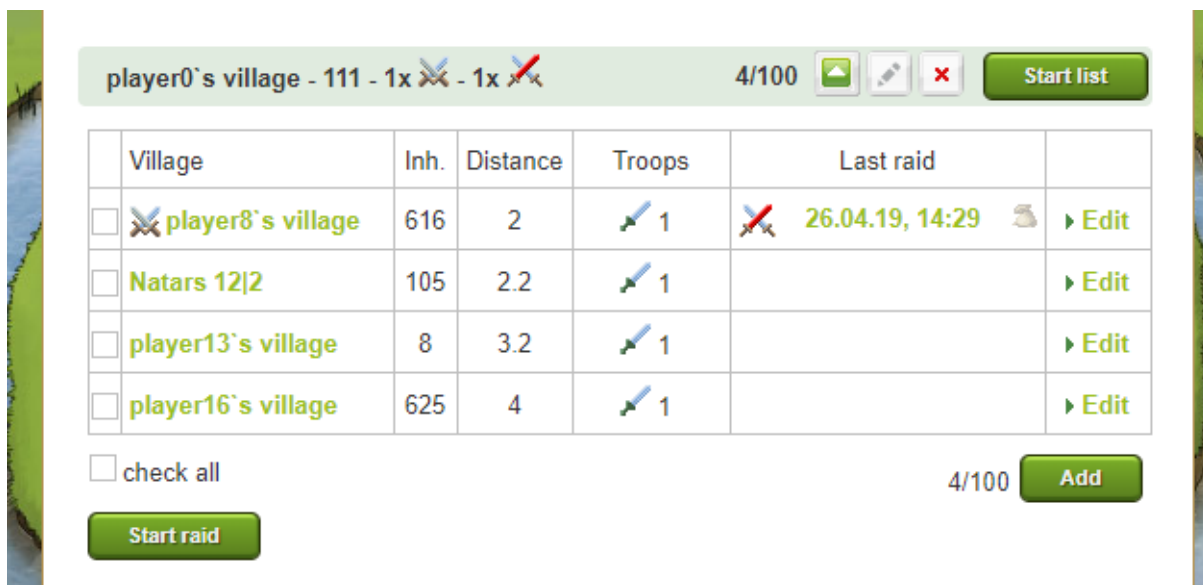 player0`s village - 111 - 1x - 1x 4/100 Start list
Village Inh. Distance Troops Last raid
player8`s village 616 2 1 26.04.19, 14:29 Edit
Natars 12|2 105 2.2 1 Edit
player13`s village 8 3.2 1 Edit
player16`s village 625 4 1 Edit
check all 4/100 Add
Start raid